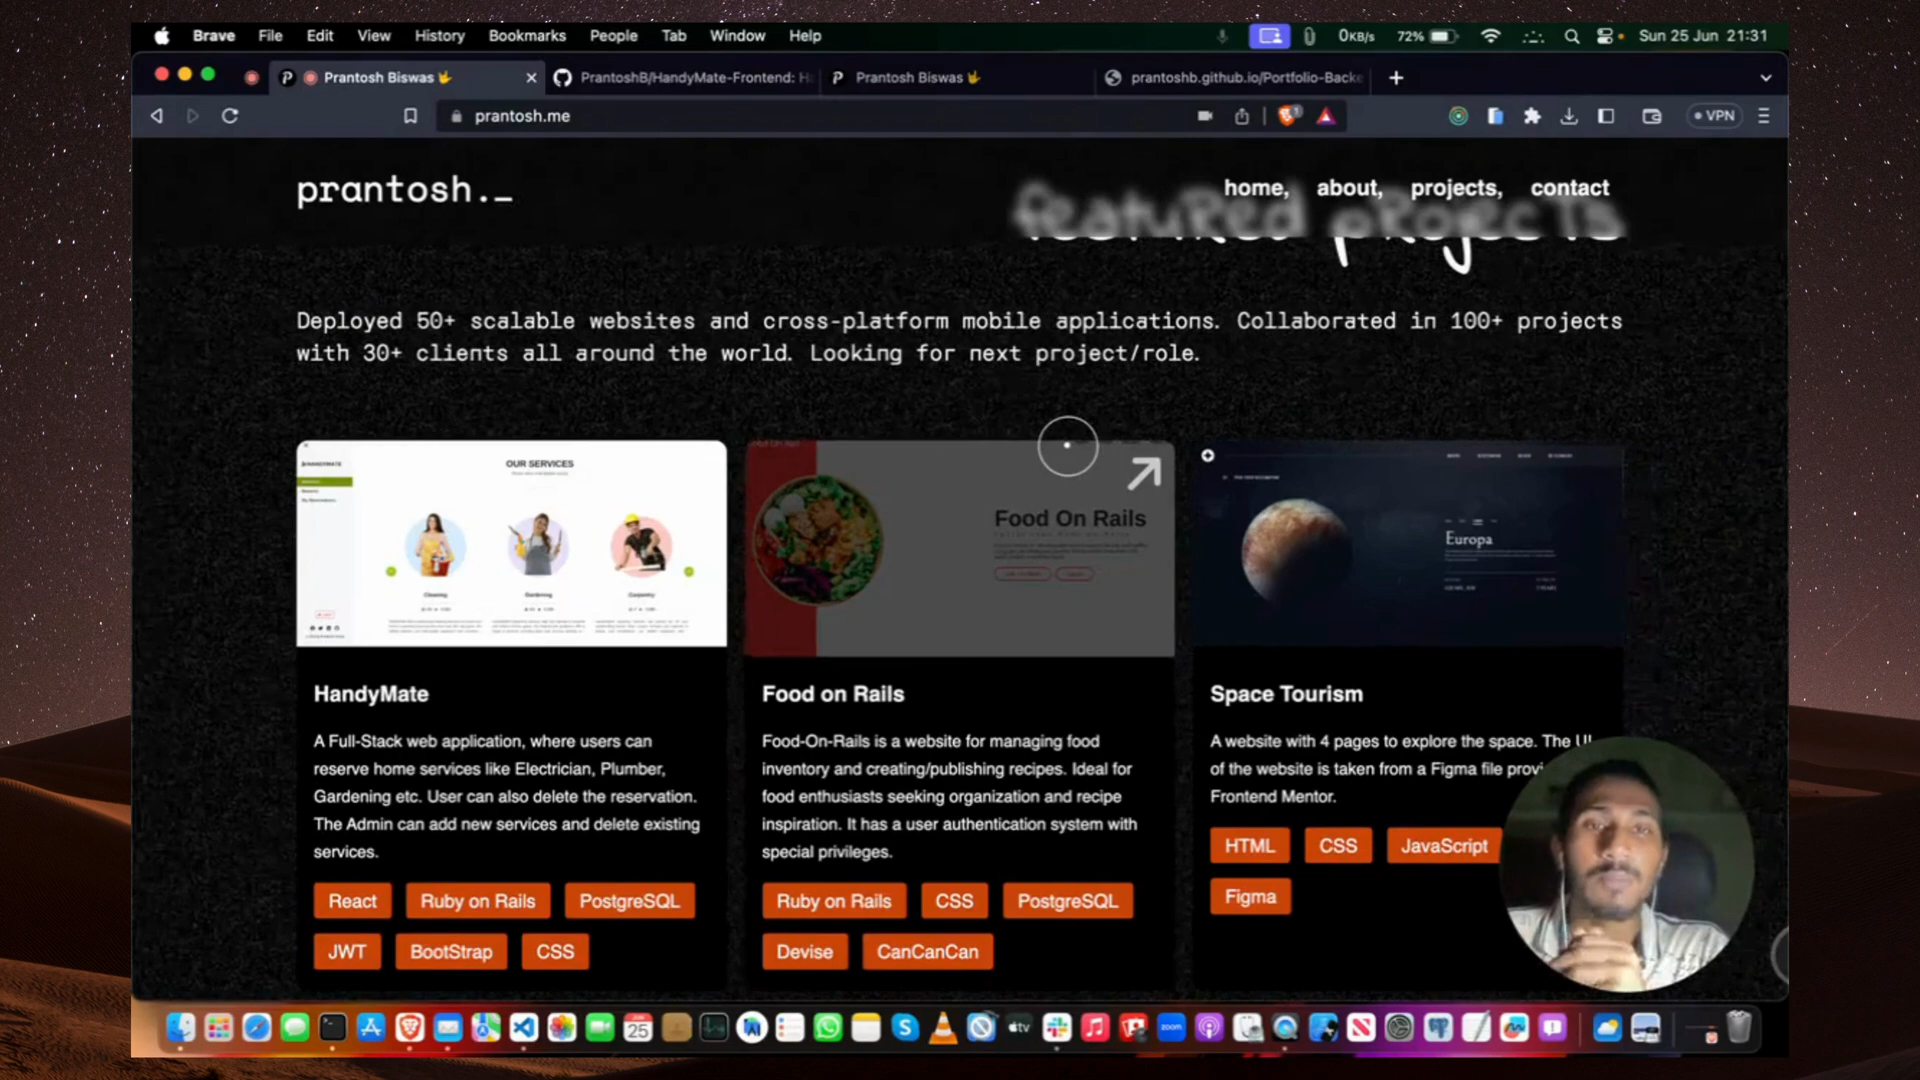 Brave File Edit View History Bookmarks People Tab Window Help 0KB/s 72% Sun 25 Jun 21:31
Prantosh Biswas PrantoshB/HandyMate-Frontend: Prantosh Biswas prantoshb.github.io/Portfolio-Backe
prantosh.me VPN
prantosh._ home, about, projects, contact
featuRed pRojecTs
Deployed 50+ scalable websites and cross-platform mobile applications. Collaborated in 100+ projects
with 30+ clients all around the world. Looking for next project/role.
HANDYMATE
OUR SERVICES
Cleaning
Gardening
Carpentry
Food On Rails
Europa
HandyMate
A Full-Stack web application, where users can
reserve home services like Electrician, Plumber,
Gardening etc. User can also delete the reservation.
The Admin can add new services and delete existing
services.
React Ruby on Rails PostgreSQL
JWT BootStrap CSS
Food on Rails
Food-On-Rails is a website for managing food
inventory and creating/publishing recipes. Ideal for
food enthusiasts seeking organization and recipe
inspiration. It has a user authentication system with
special privileges.
Ruby on Rails CSS PostgreSQL
Devise CanCanCan
Space Tourism
A website with 4 pages to explore the space. The UI
of the website is taken from a Figma file provi
Frontend Mentor.
HTML CSS JavaScript
Figma
25
tv
zoom